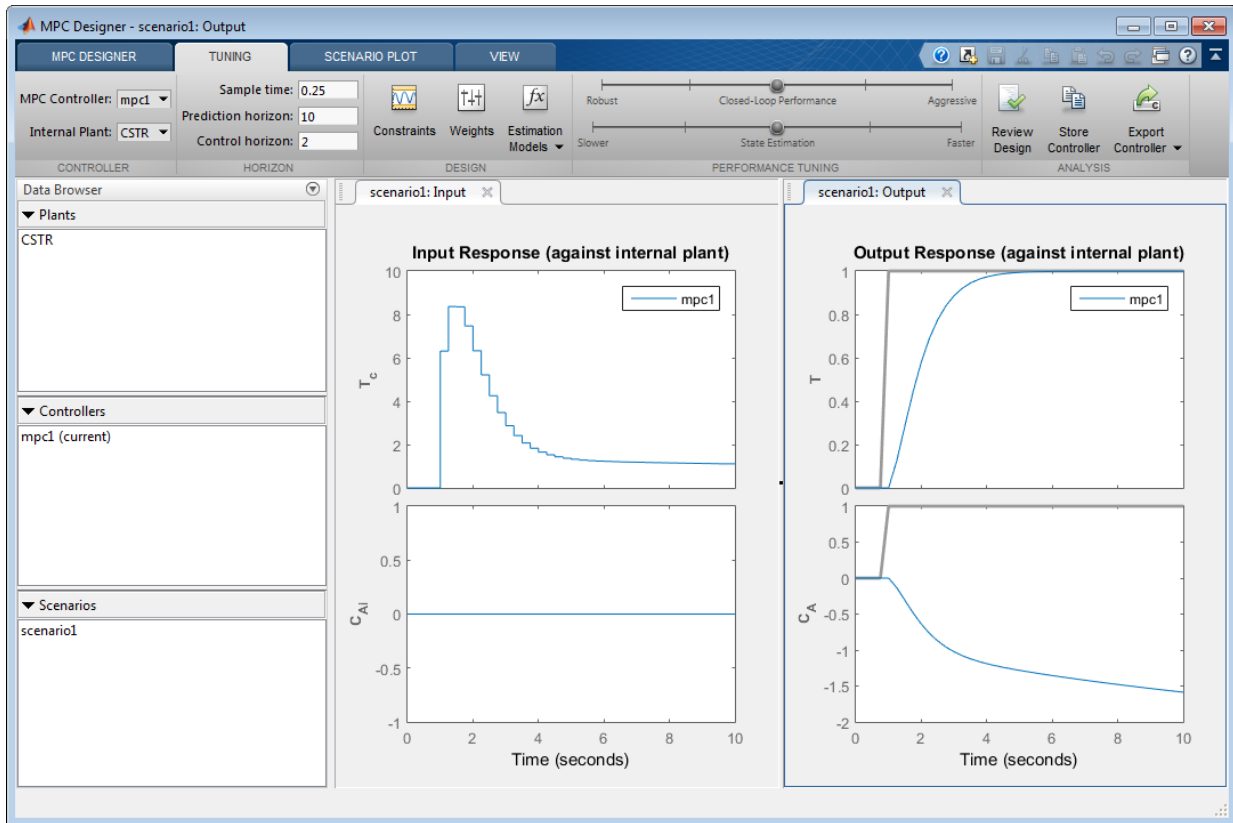 MPC Designer - scenario1: Output
MPC DESIGNER TUNING SCENARIO PLOT VIEW
MPC Controller: mpc1
Internal Plant: CSTR
CONTROLLER
Sample time: 0.25
Prediction horizon: 10
Control horizon: 2
HORIZON
Constraints Weights Estimation Models
DESIGN
Robust Closed-Loop Performance Aggressive
Slower State Estimation Faster
PERFORMANCE TUNING
Review Design Store Controller Export Controller
ANALYSIS
Data Browser
Plants
CSTR
Controllers
mpc1 (current)
Scenarios
scenario1
scenario1: Input
Input Response (against internal plant)
mpc1
10
8
6
4
2
0
Tc
1
0.5
0
-0.5
-1
CAi
0 2 4 6 8 10
Time (seconds)
scenario1: Output
Output Response (against internal plant)
mpc1
1
0.8
0.6
0.4
0.2
0
T
1
0.5
0
-0.5
-1
-1.5
-2
CA
0 2 4 6 8 10
Time (seconds)